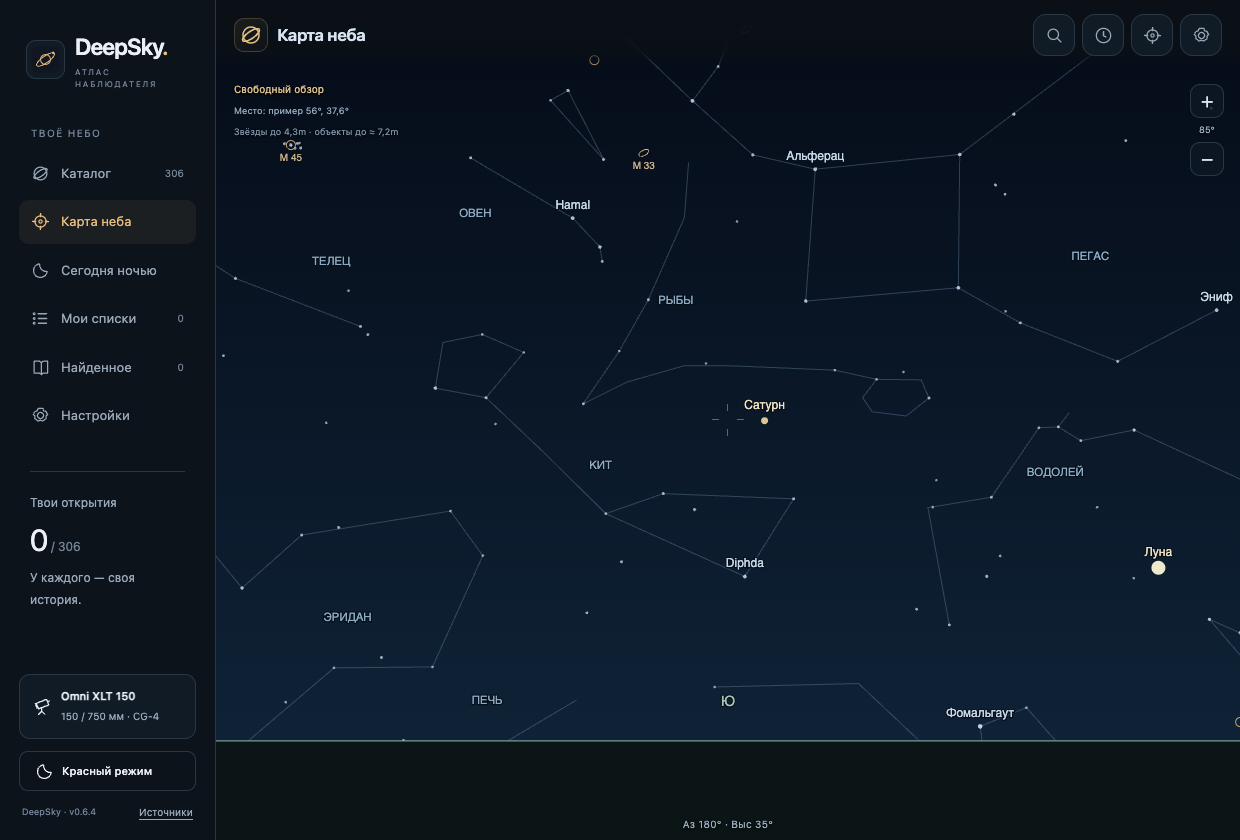 DeepSky.
АТЛАС
НАБЛЮДАТЕЛЯ
ТВОЁ НЕБО
Каталог 306
Карта неба
Сегодня ночью
Мои списки 0
Найденное 0
Настройки
Твои открытия
0 / 306
У каждого — своя
история.
Omni XLT 150
150 / 750 мм · CG-4
Красный режим
DeepSky · v0.6.4 Источники
Карта неба
Свободный обзор
Место: пример 56°, 37,6°
Звёзды до 4,3m · объекты до ≈ 7,2m
+
85°
−
M 45
M 33
Альферац
Hamal
ОВЕН
ТЕЛЕЦ
ПЕГАС
Эниф
РЫБЫ
Сатурн
КИТ
ВОДОЛЕЙ
Diphda
Луна
ЭРИДАН
ПЕЧЬ
Ю
Фомальгаут
Аз 180° · Выс 35°